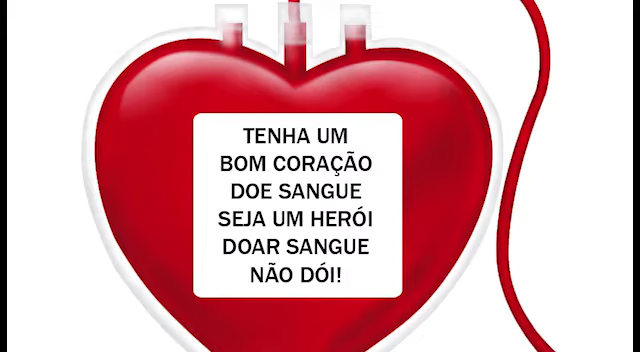 TENHA UM
BOM CORAÇÃO
DOE SANGUE
SEJA UM HERÓI
DOAR SANGUE
NÃO DÓI!